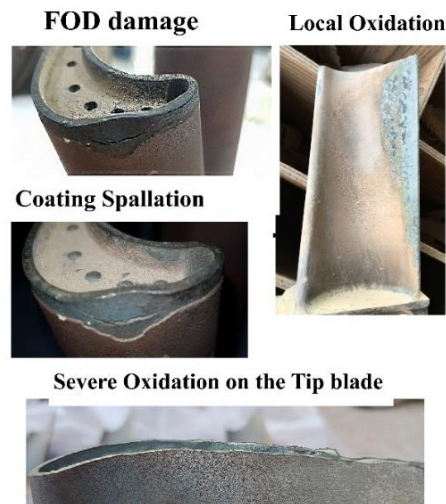 FOD damage
Local Oxidation
Coating Spallation
Severe Oxidation on the Tip blade